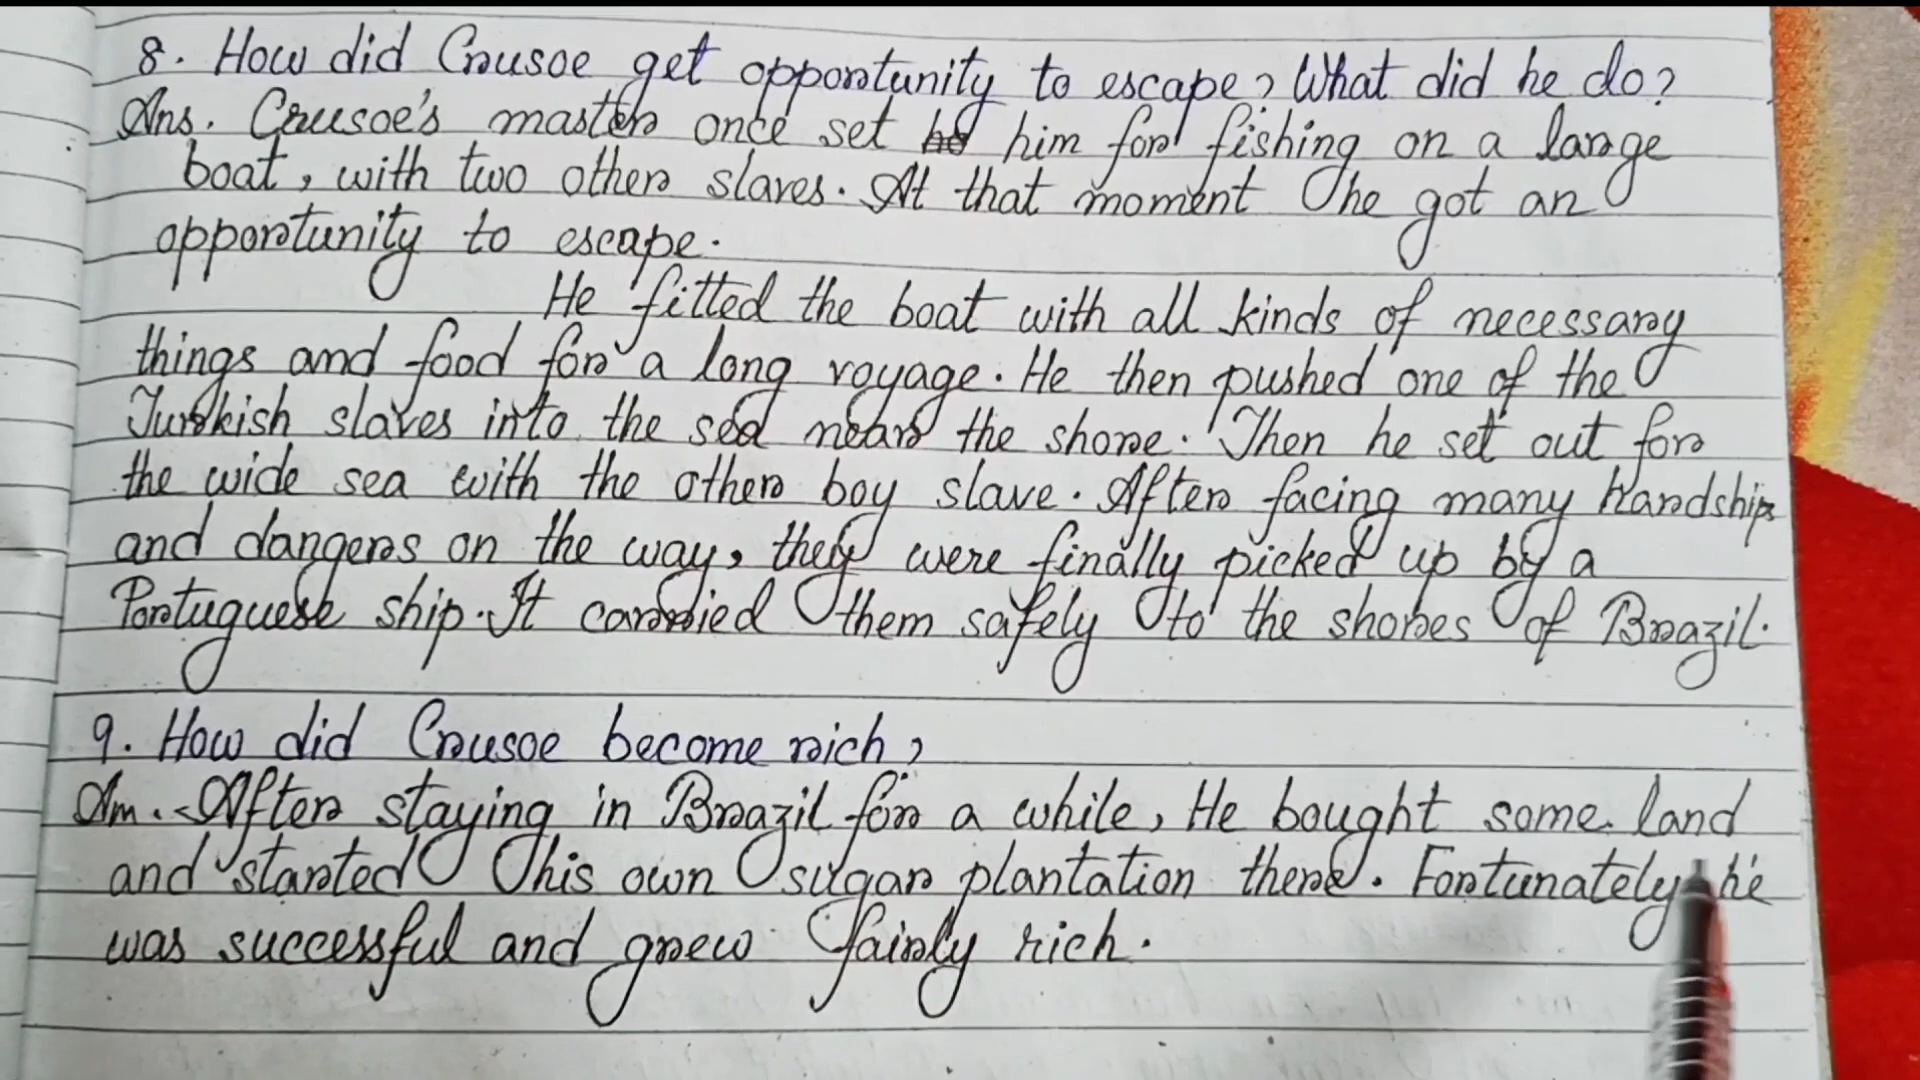 8. How did Crusoe get opportunity to escape? What did he do?
Ans. Crusoe's master once set him for fishing on a large
boat, with two other slaves. At that moment he got an
opportunity to escape.
He fitted the boat with all kinds of necessary
things and food for a long voyage. He then pushed one of the
Turkish slaves into the sea near the shore. Then he set out for
the wide sea with the other boy slave. After facing many hardships
and dangers on the way, they were finally picked up by a
Portuguese ship. It carried them safely to the shores of Brazil.
9. How did Crusoe become rich?
Ans. After staying in Brazil for a while, He bought some land
and started his own sugar plantation there. Fortunately he
was successful and grew fairly rich.